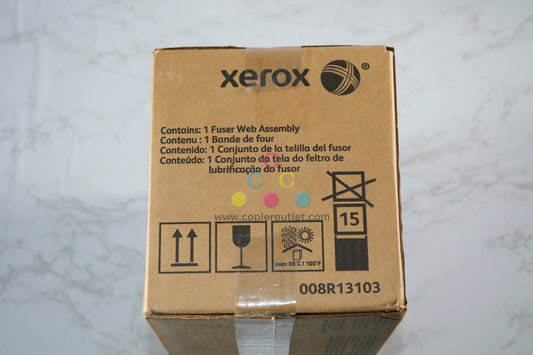 xerox ®
Contains: 1 Fuser Web Assembly
Contenu : 1 Bande de four
Contenido: 1 Conjunto de la telilla del fusor
Conteúdo: 1 Conjunto da tela do feltro de
lubrificação do fusor
C C C
www.copieroutlet.com
15
max 38°C / 100°F
008R13103